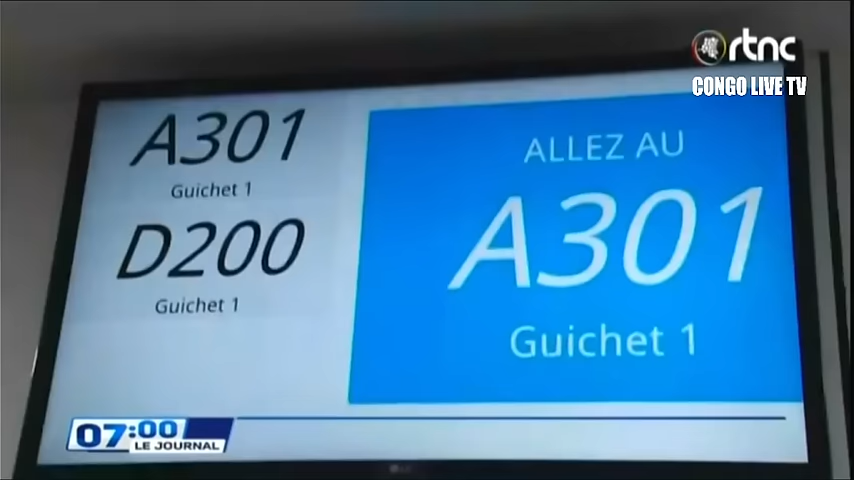 rtnc
CONGO LIVE TV
A301
Guichet 1
D200
Guichet 1
ALLEZ AU
A301
Guichet 1
07:00
LE JOURNAL